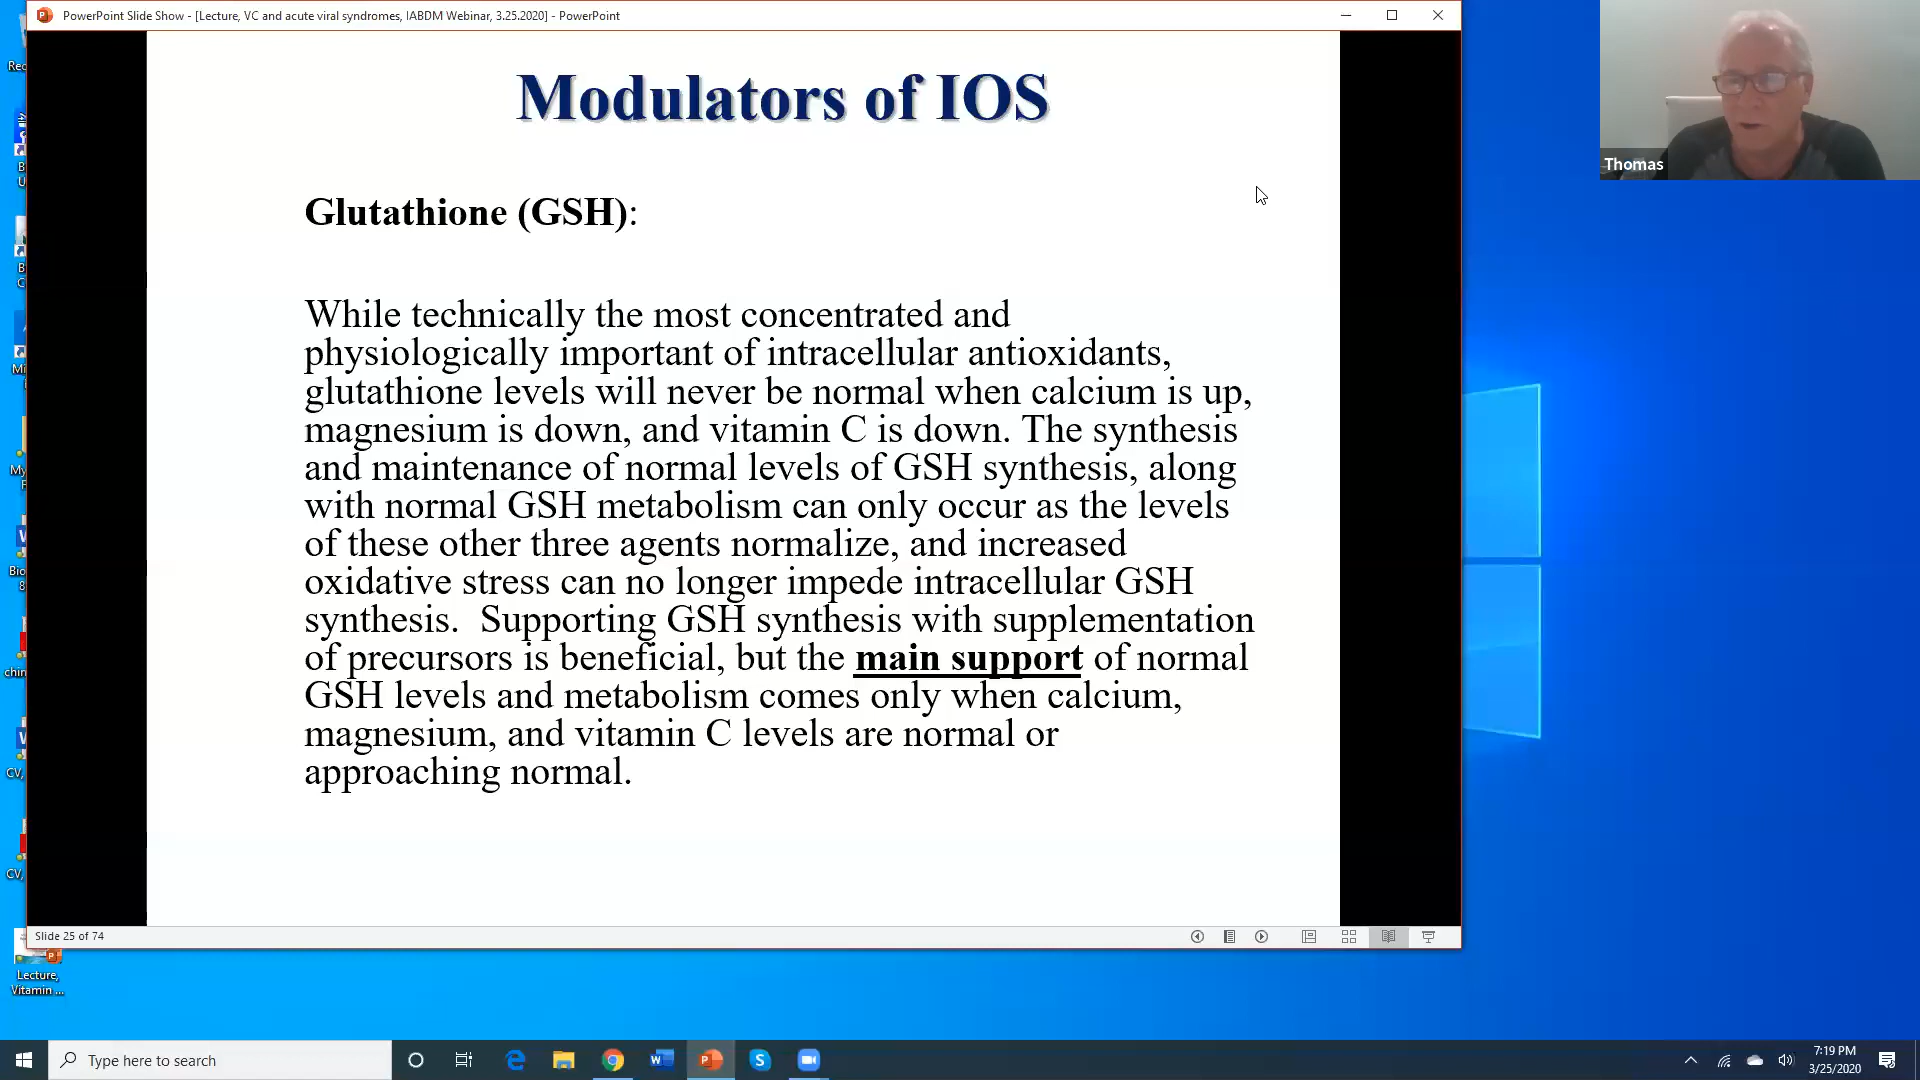 PowerPoint Slide Show - [Lecture, VC and acute viral syndromes, IABDM Webinar, 3.25.2020] - PowerPoint
Modulators of IOS
Glutathione (GSH):
While technically the most concentrated and
physiologically important of intracellular antioxidants,
glutathione levels will never be normal when calcium is up,
magnesium is down, and vitamin C is down. The synthesis
and maintenance of normal levels of GSH synthesis, along
with normal GSH metabolism can only occur as the levels
of these other three agents normalize, and increased
oxidative stress can no longer impede intracellular GSH
synthesis.  Supporting GSH synthesis with supplementation
of precursors is beneficial, but the main support of normal
GSH levels and metabolism comes only when calcium,
magnesium, and vitamin C levels are normal or
approaching normal.
Thomas
Slide 25 of 74
Lecture,
Vitamin ...
Type here to search
7:19 PM
3/25/2020